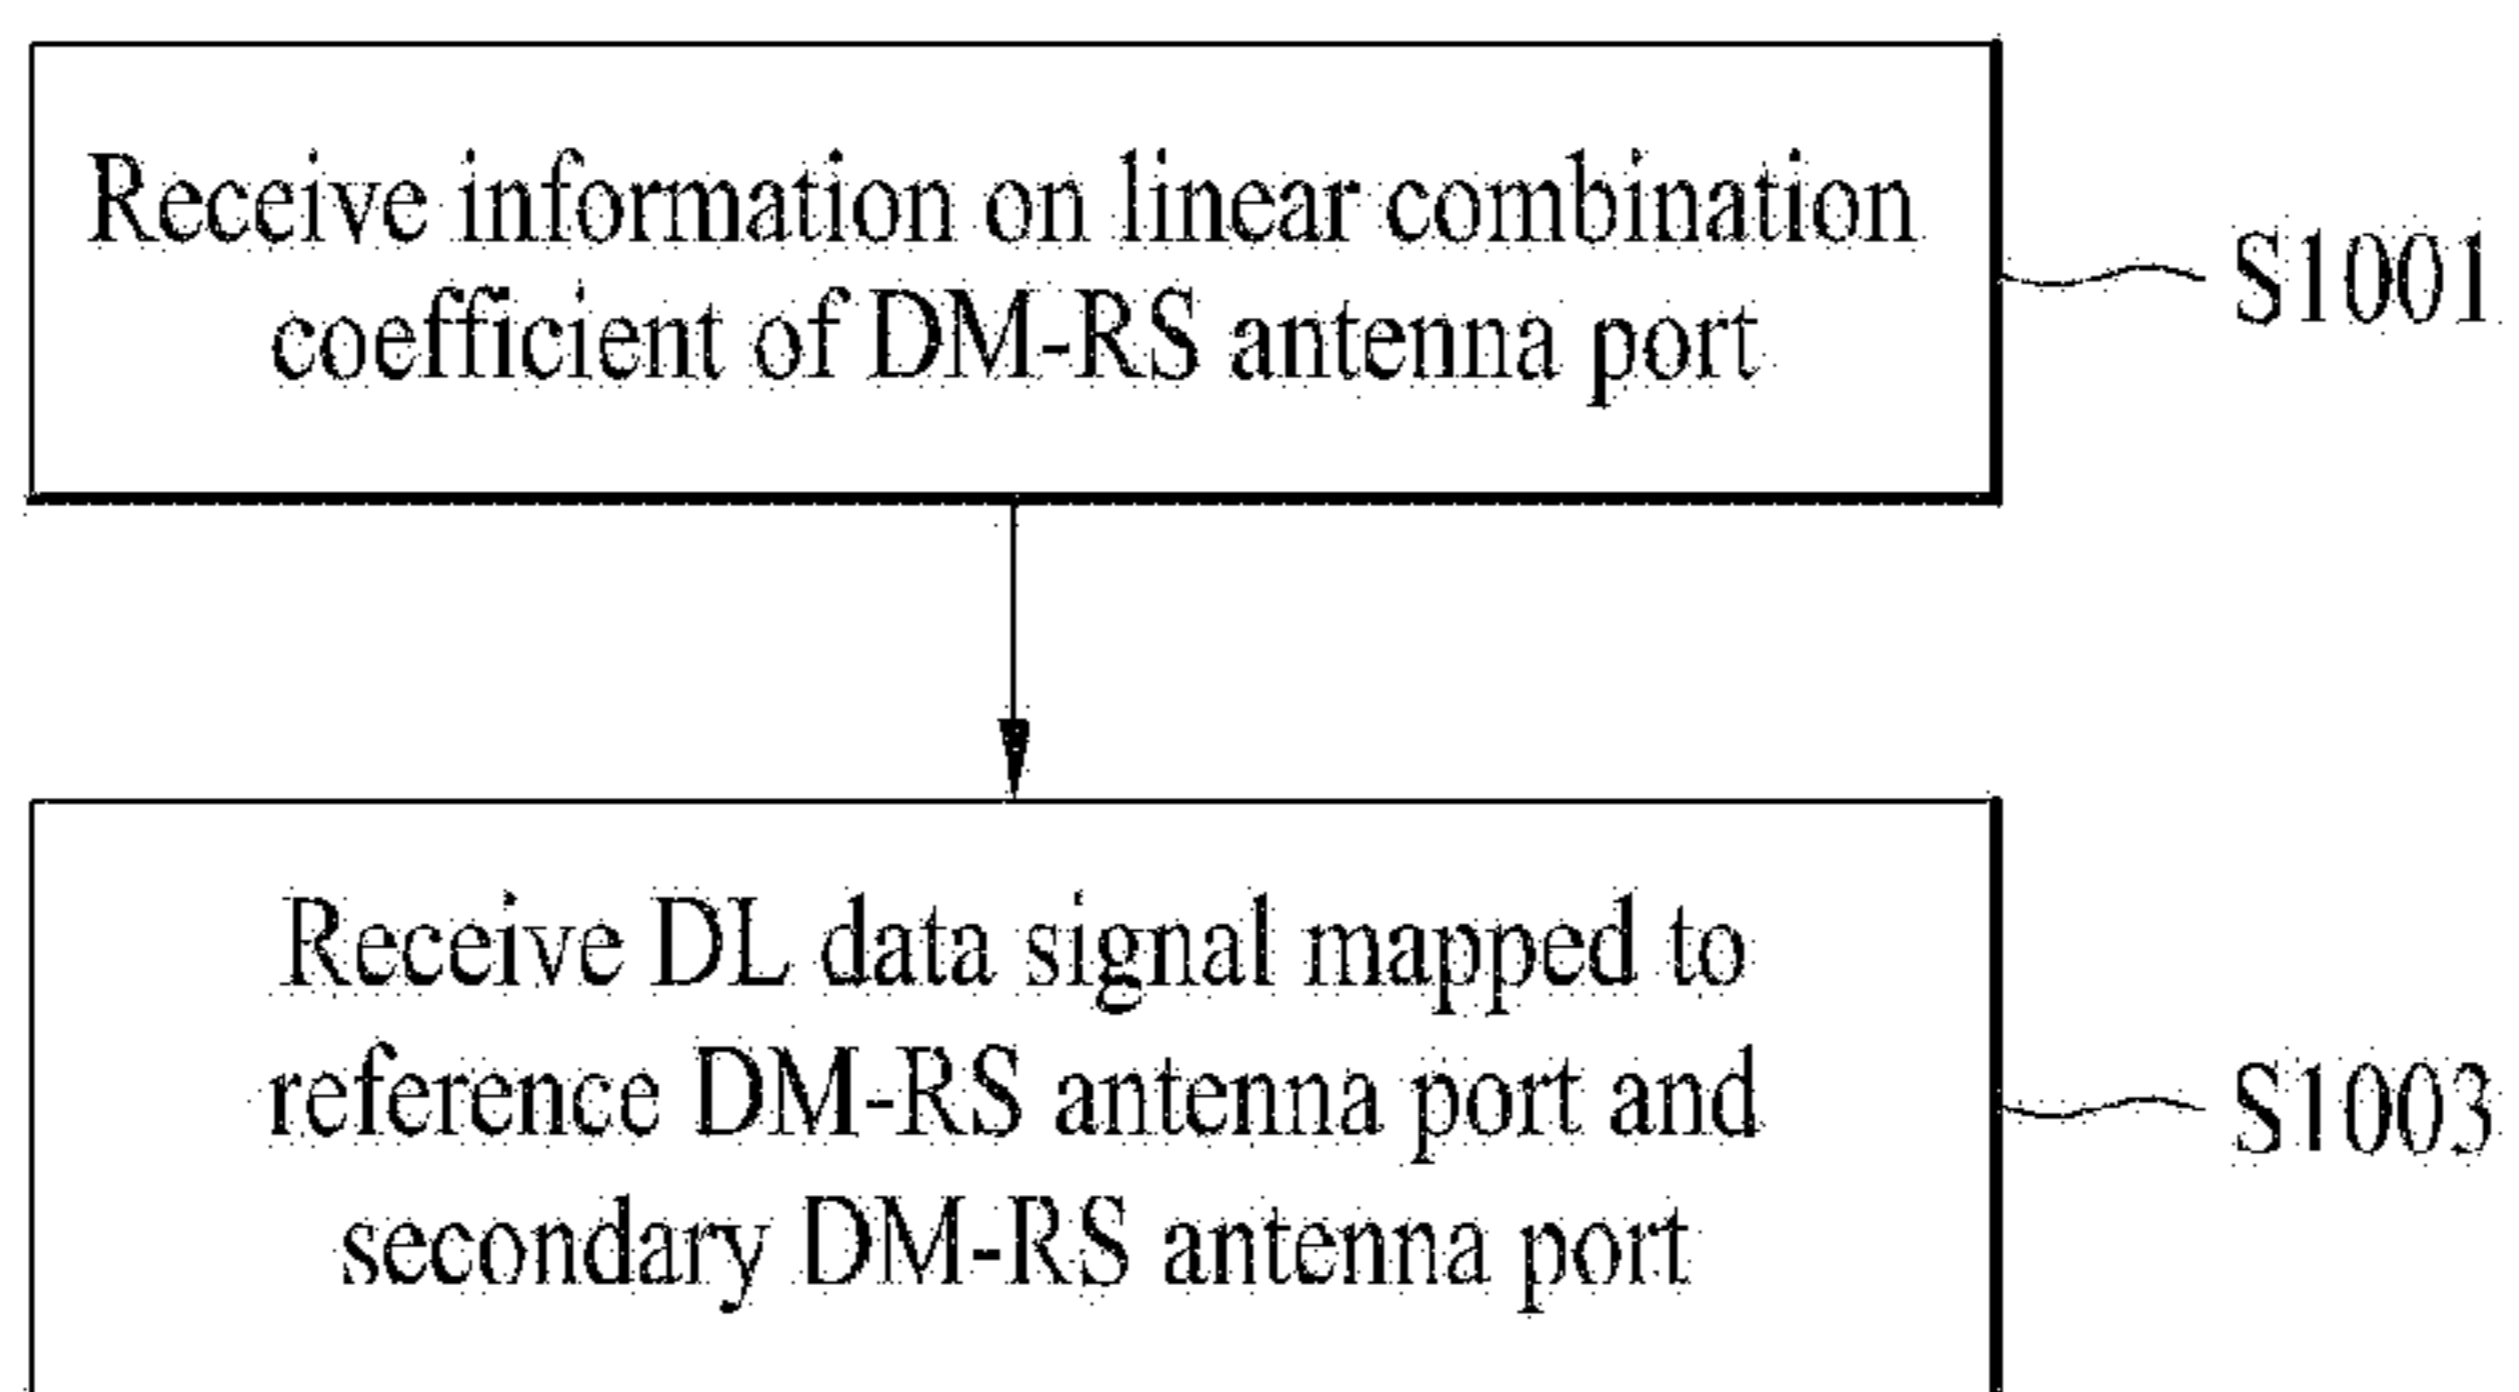 Receive information on linear combination
coefficient of DM-RS antenna port
S1001
Receive DL data signal mapped to
reference DM-RS antenna port and
secondary DM-RS antenna port
S1003